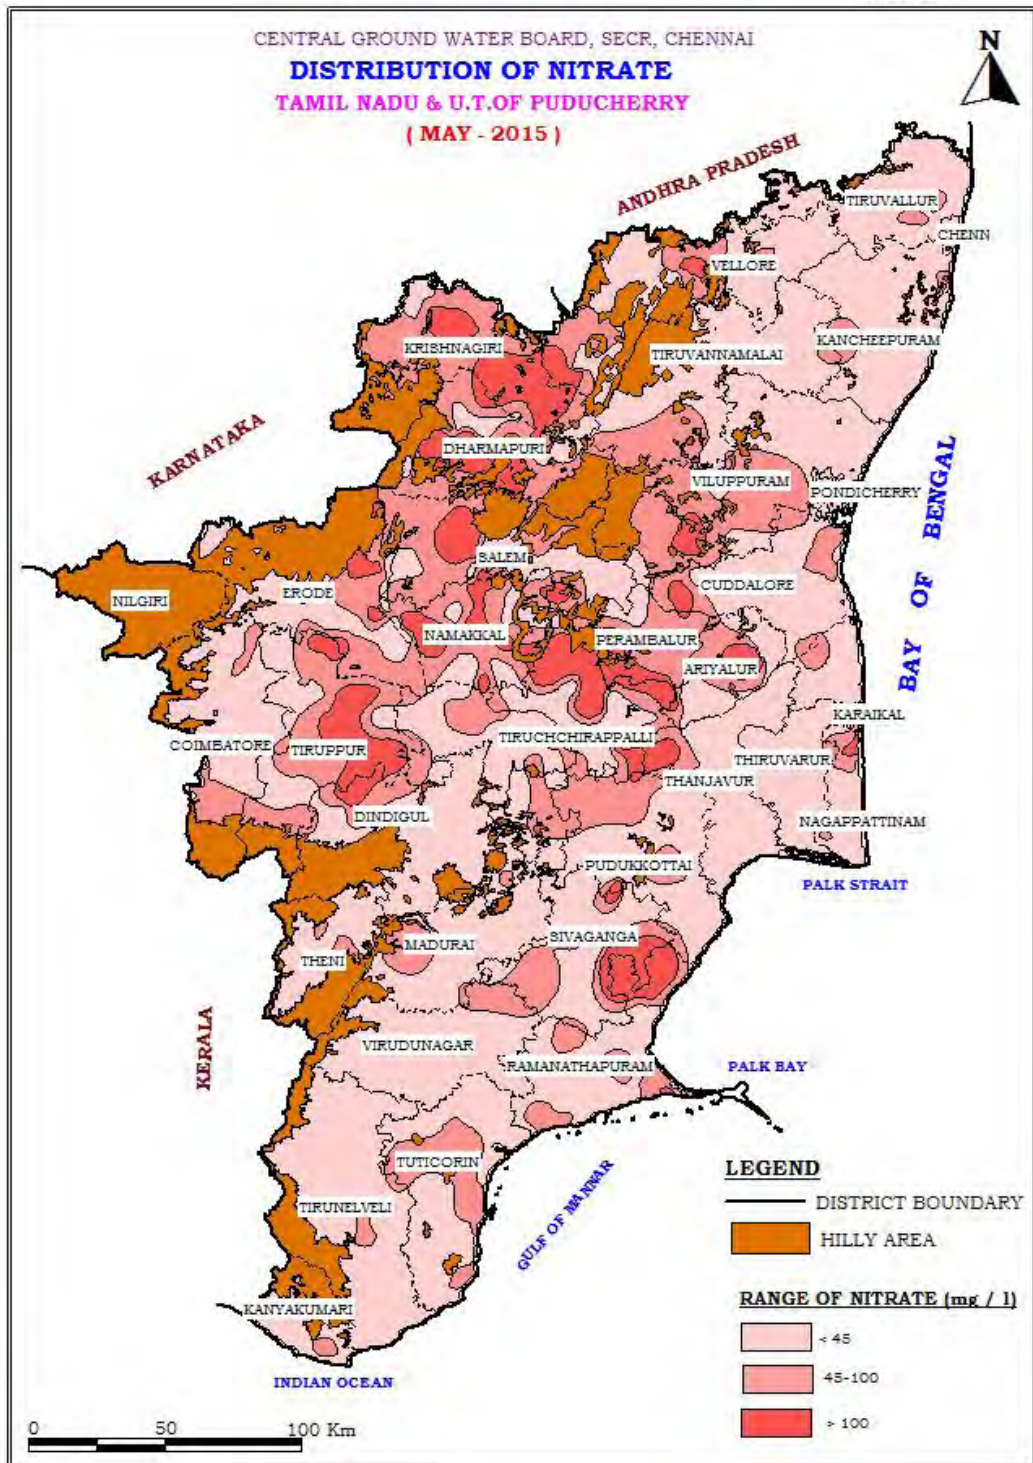 CENTRAL GROUND WATER BOARD, SECR, CHENNAI
DISTRIBUTION OF NITRATE
TAMIL NADU & U.T.OF PUDUCHERRY
( MAY - 2015 )
N
ANDHRA PRADESH
TIRUVALLUR
CHENN
VELLORE
KRISHNAGIRI
TIRUVANNAMALAI
KANCHEEPURAM
KARNATAKA
DHARMAPURI
VILUPPURAM
PONDICHERRY
BAY OF BENGAL
SALEM
CUDDALORE
NILGIRI
ERODE
NAMAKKAL
PERAMBALUR
ARIYALUR
KARAIKAL
COIMBATORE
TIRUPPUR
TIRUCHCHIRAPPALLI
THIRUVARUR
THANJAVUR
DINDIGUL
NAGAPPATTINAM
PUDUKKOTTAI
PALK STRAIT
MADURAI
SIVAGANGA
THENI
KERALA
VIRUDUNAGAR
RAMANATHAPURAM
PALK BAY
TUTICORIN
GULF OF MANNAR
TIRUNELVELI
KANYAKUMARI
INDIAN OCEAN
LEGEND
DISTRICT BOUNDARY
HILLY AREA
RANGE OF NITRATE (mg / l)
< 45
45-100
> 100
0 50 100 Km